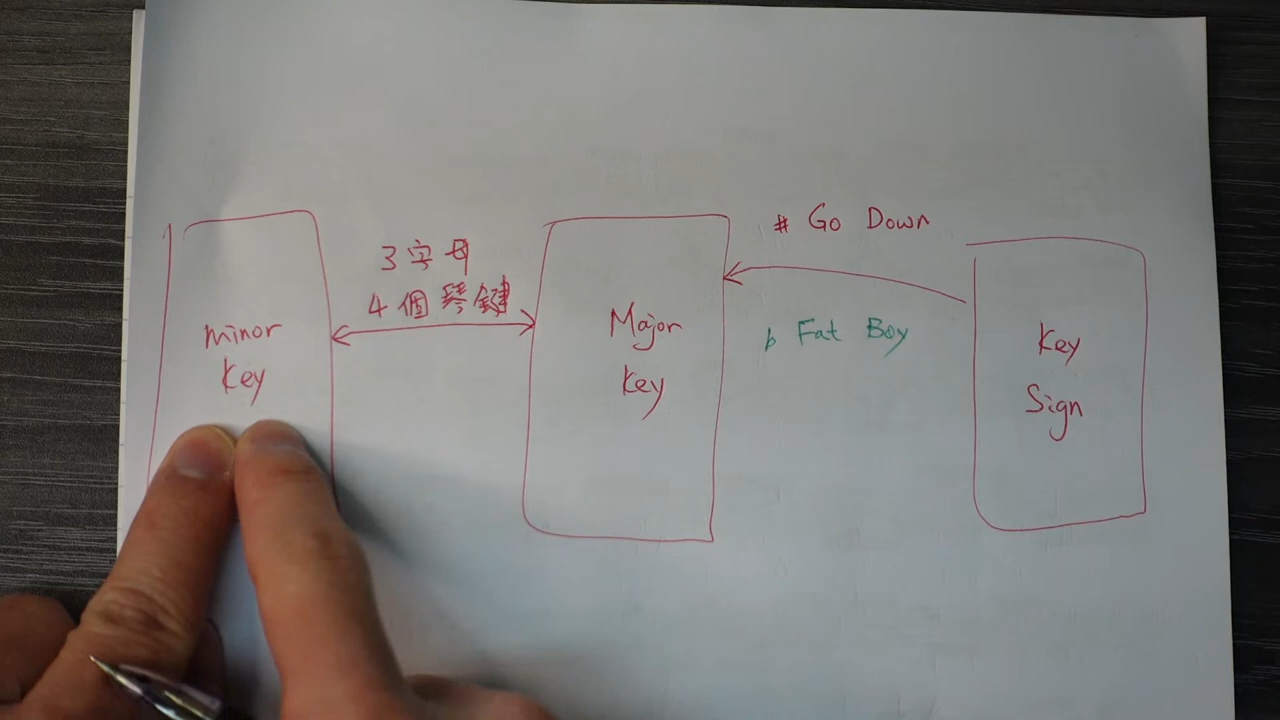 minor
key
3字母
4個琴鍵
Major
key
# Go Down
b Fat Boy
key
Sign